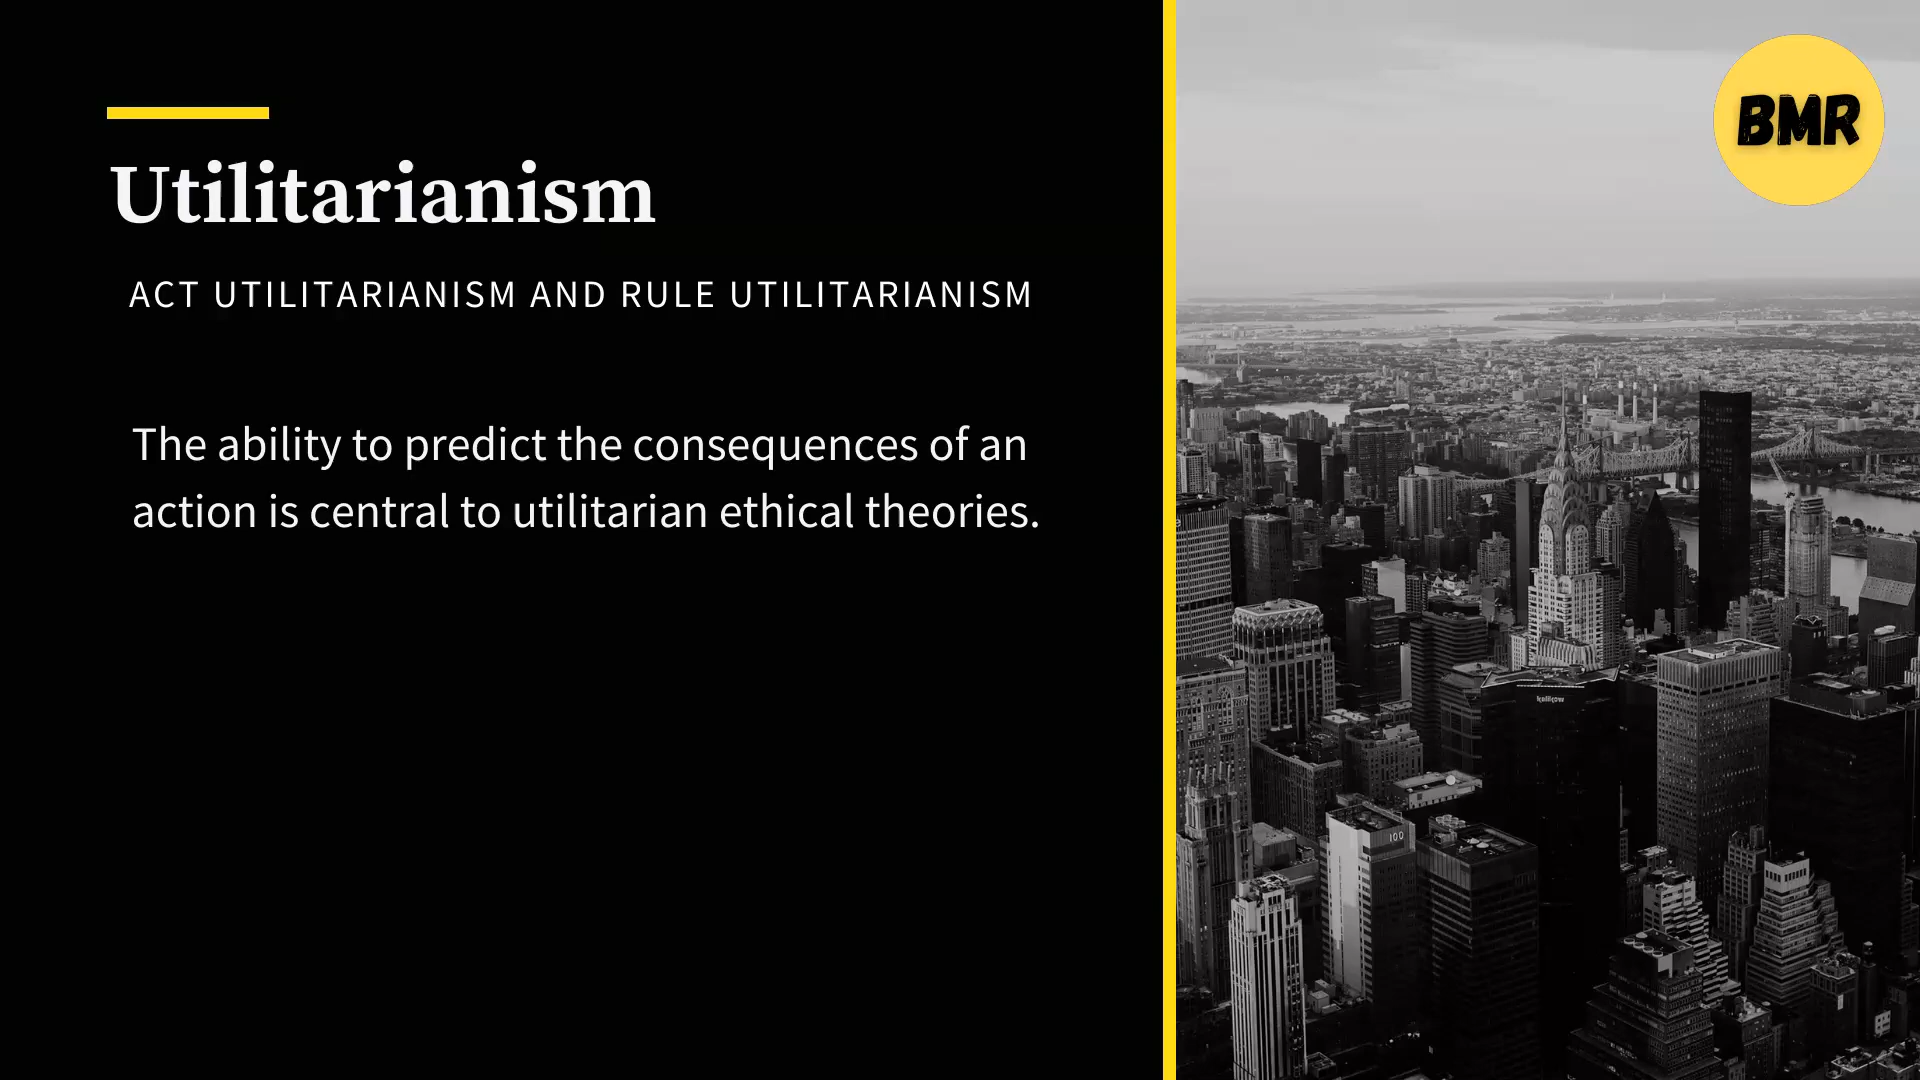 BMR
Utilitarianism
ACT UTILITARIANISM AND RULE UTILITARIANISM
The ability to predict the consequences of an
action is central to utilitarian ethical theories.
100